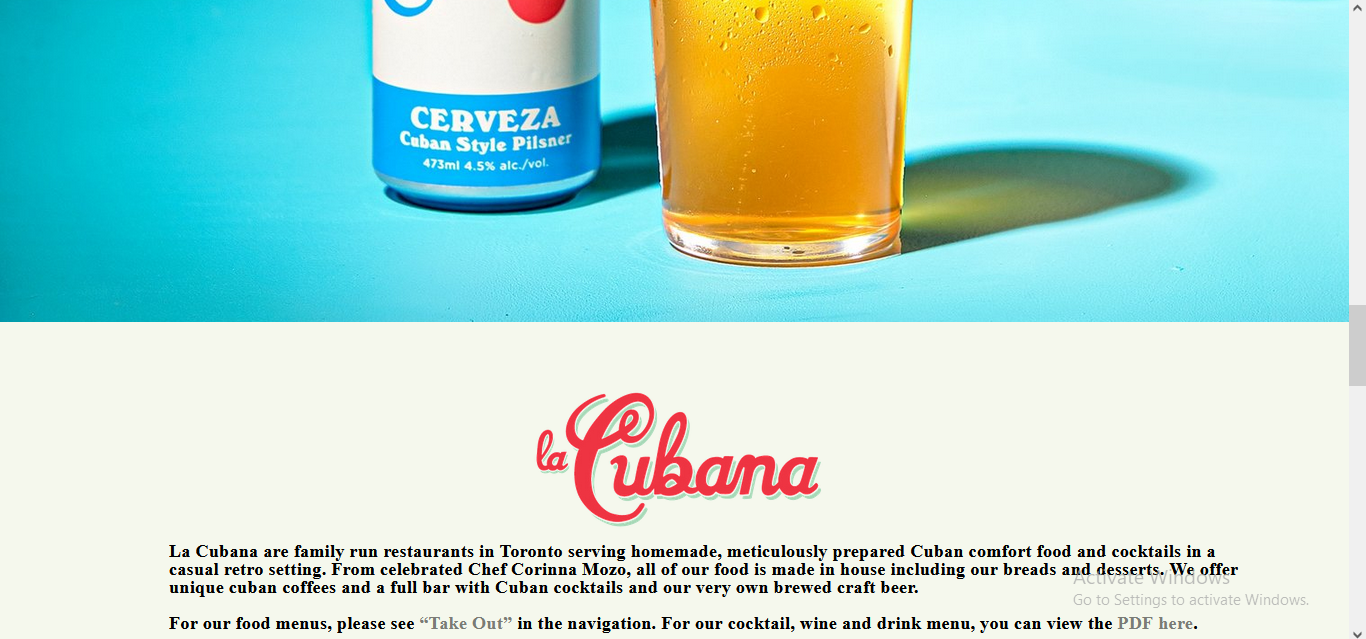 CERVEZA
Cuban Style Pilsner
473ml 4.5% alc./vol.
la Cubana
La Cubana are family run restaurants in Toronto serving homemade, meticulously prepared Cuban comfort food and cocktails in a
casual retro setting. From celebrated Chef Corinna Mozo, all of our food is made in house including our breads and desserts. We offer
unique cuban coffees and a full bar with Cuban cocktails and our very own brewed craft beer.
For our food menus, please see “Take Out” in the navigation. For our cocktail, wine and drink menu, you can view the PDF here.
Activate Windows
Go to Settings to activate Windows.